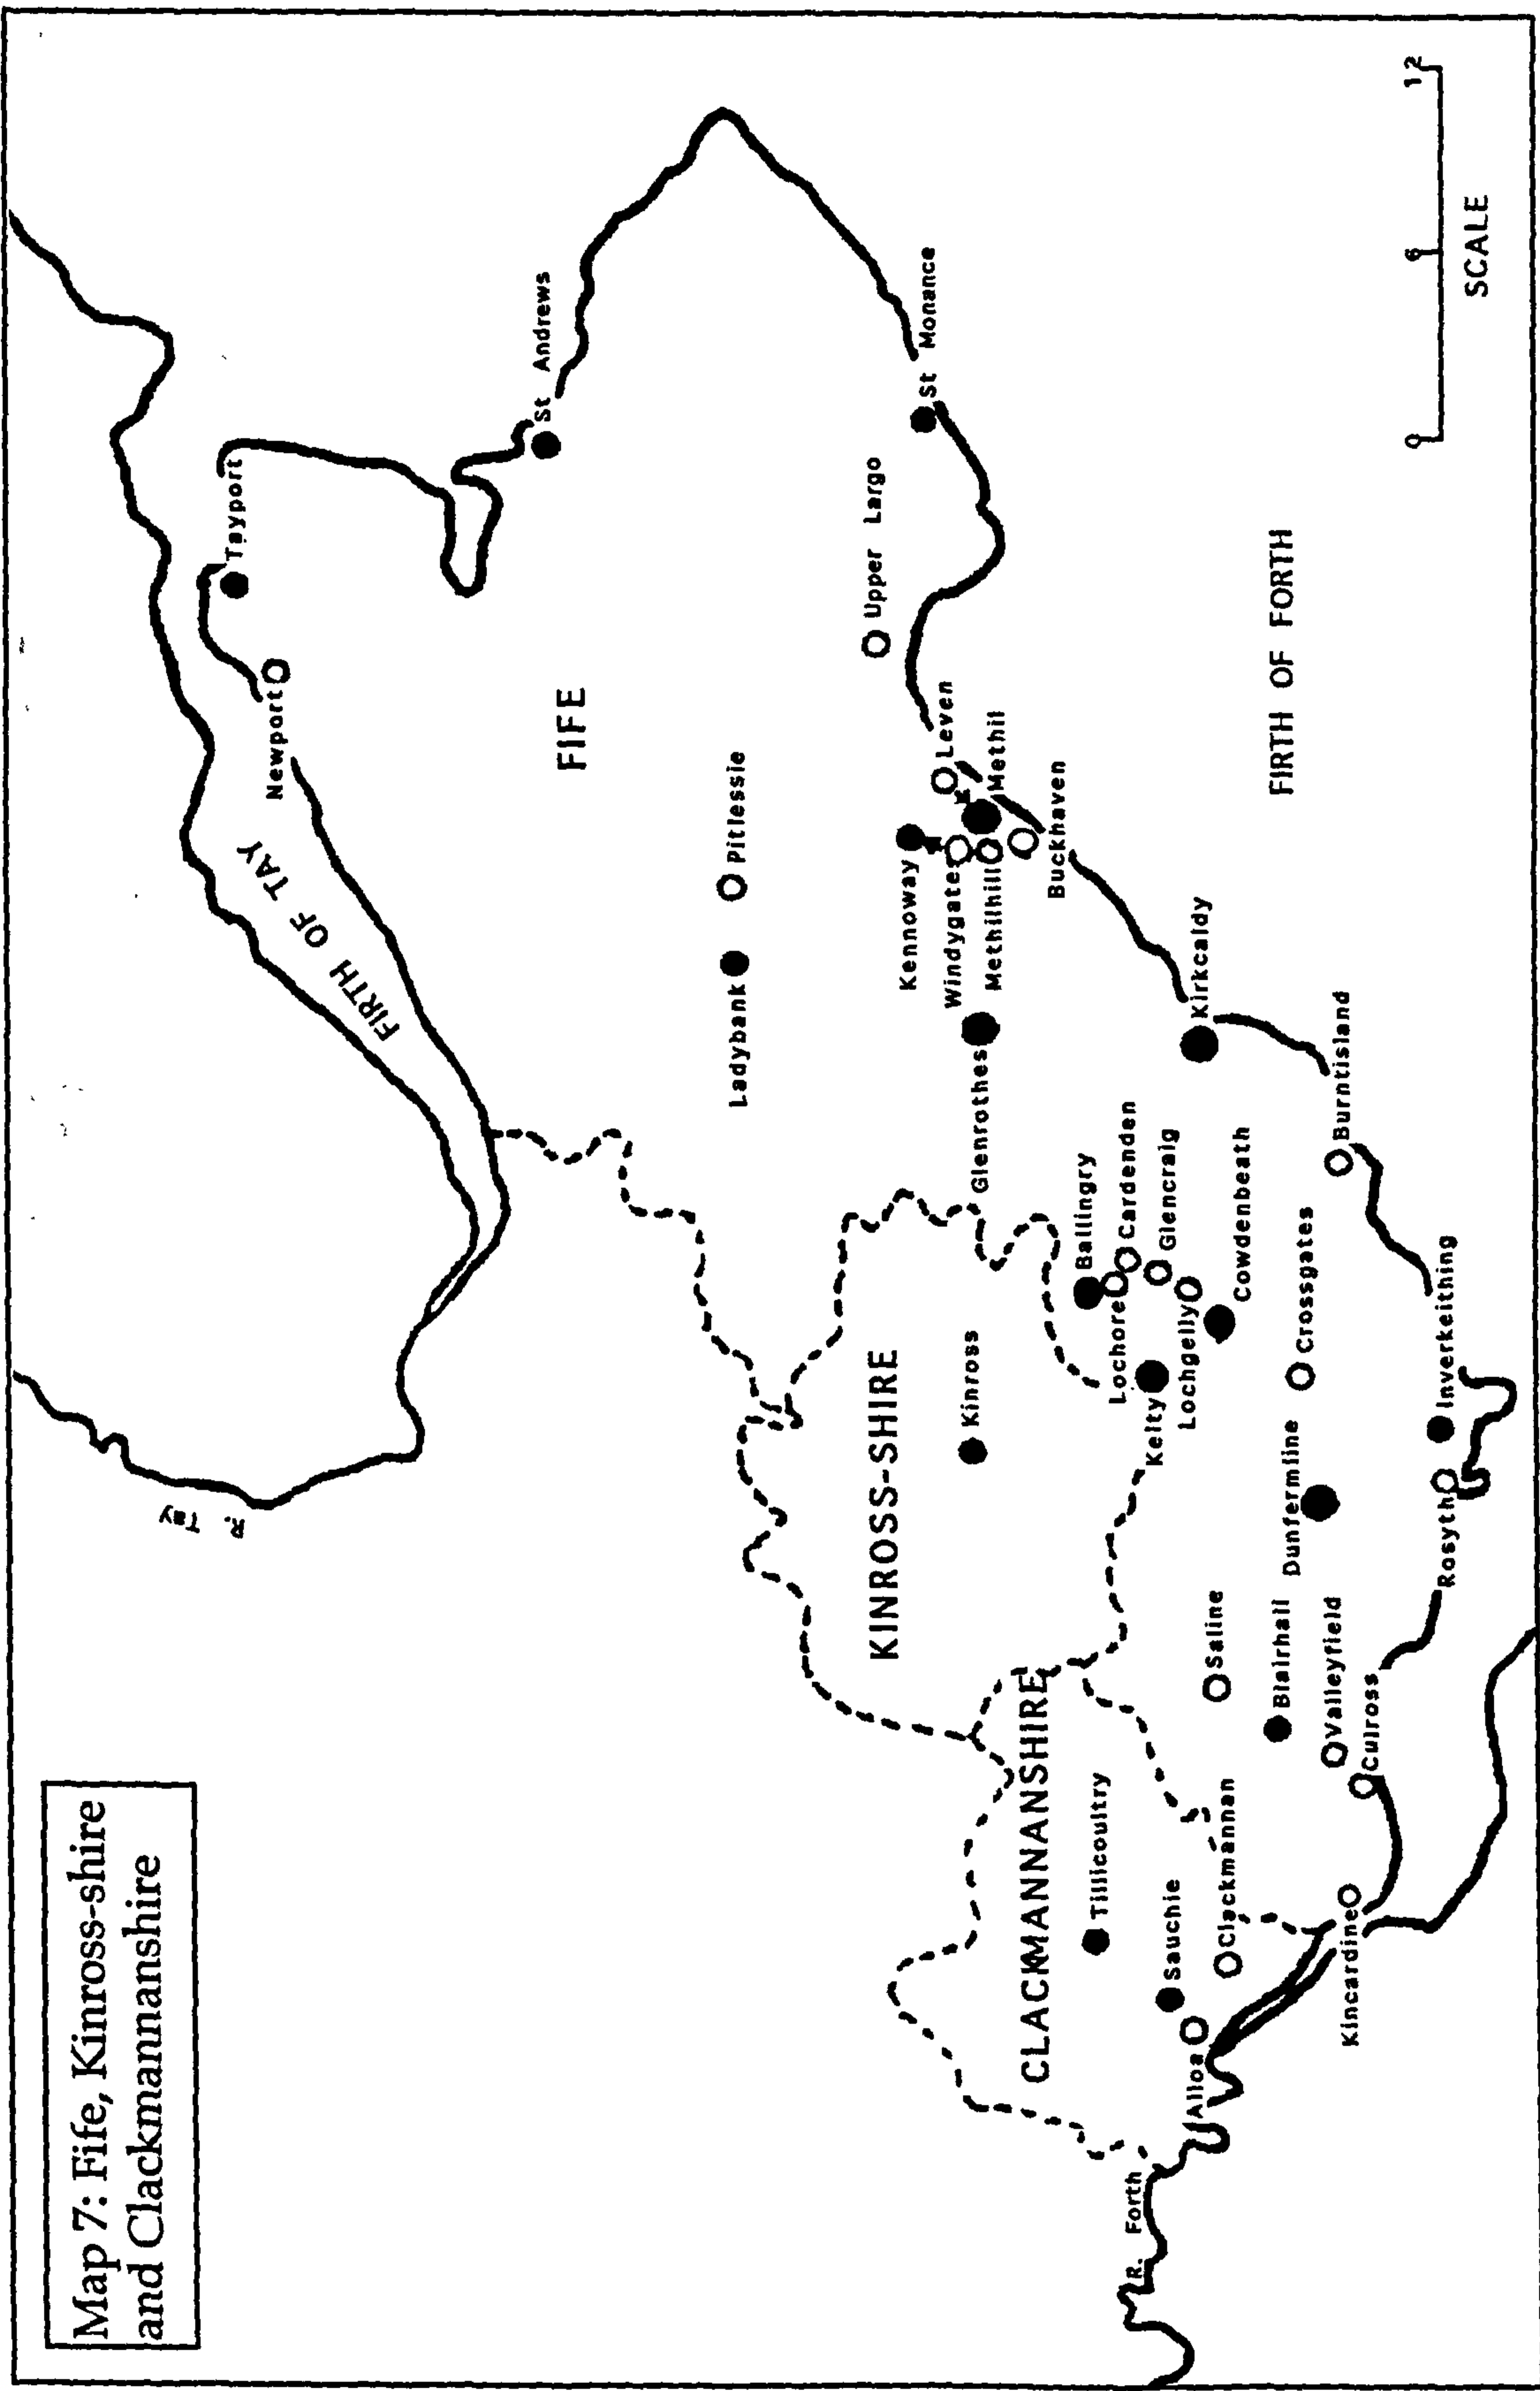 Map 7: Fife, Kinross-shire
and Clackmannanshire
R. Tay
FIRTH OF TAY
Newport
Tayport
St Andrews
FIFE
Ladybank
Pitlessie
Upper Largo
St Monance
Kennoway
Leven
Windygates
Methil
Methilhill
Buckhaven
Glenrothes
Kirkcaldy
KINROSS-SHIRE
Kinross
Ballingry
Lochore
Cardenden
Glencraig
Kelty
Lochgelly
Cowdenbeath
Burntisland
Crossgates
Dunfermline
Inverkeithing
Rosyth
CLACKMANNANSHIRE
Tillicoultry
Sauchie
Alloa
Clackmannan
R. Forth
Saline
Blairhall
Valleyfield
Culross
Kincardine
FIRTH OF FORTH
0 6 12
SCALE